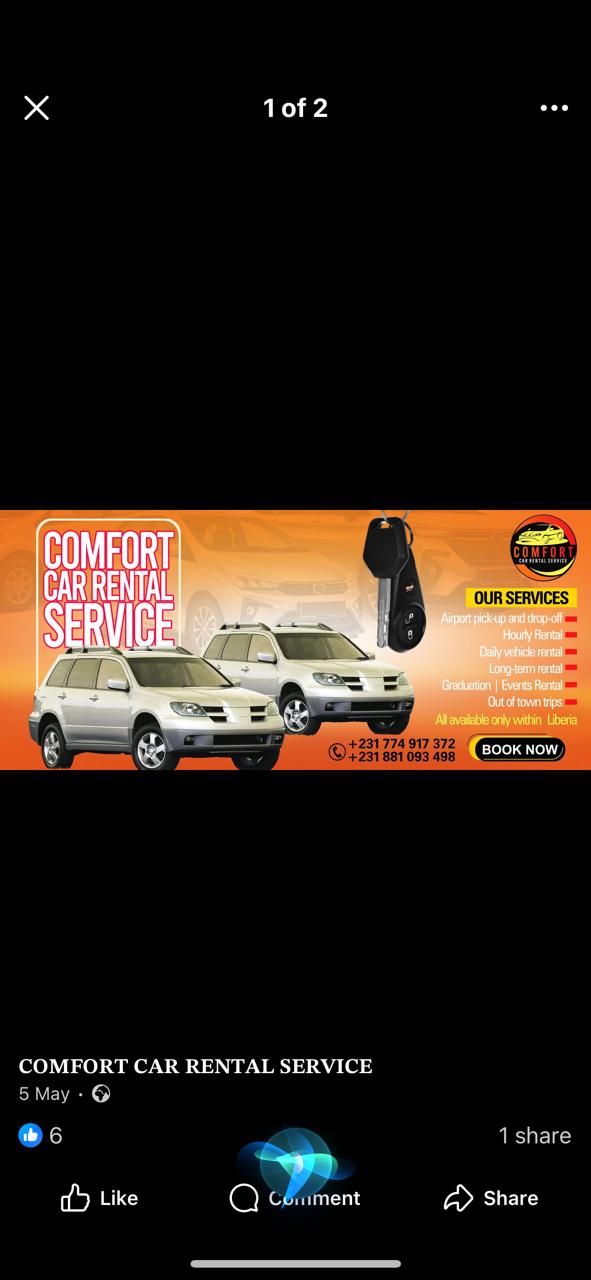 1 of 2
COMFORT
CAR RENTAL
SERVICE
COMFORT
CAR RENTAL SERVICE
OUR SERVICES
Airport pick-up and drop-off
Hourly Rental
Daily vehicle rental
Long-term rental
Graduation | Events Rental
Out of town trips
All available only within Liberia
+231 774 917 372
+231 881 093 498
BOOK NOW
COMFORT CAR RENTAL SERVICE
5 May ·
6
1 share
Like
Comment
Share